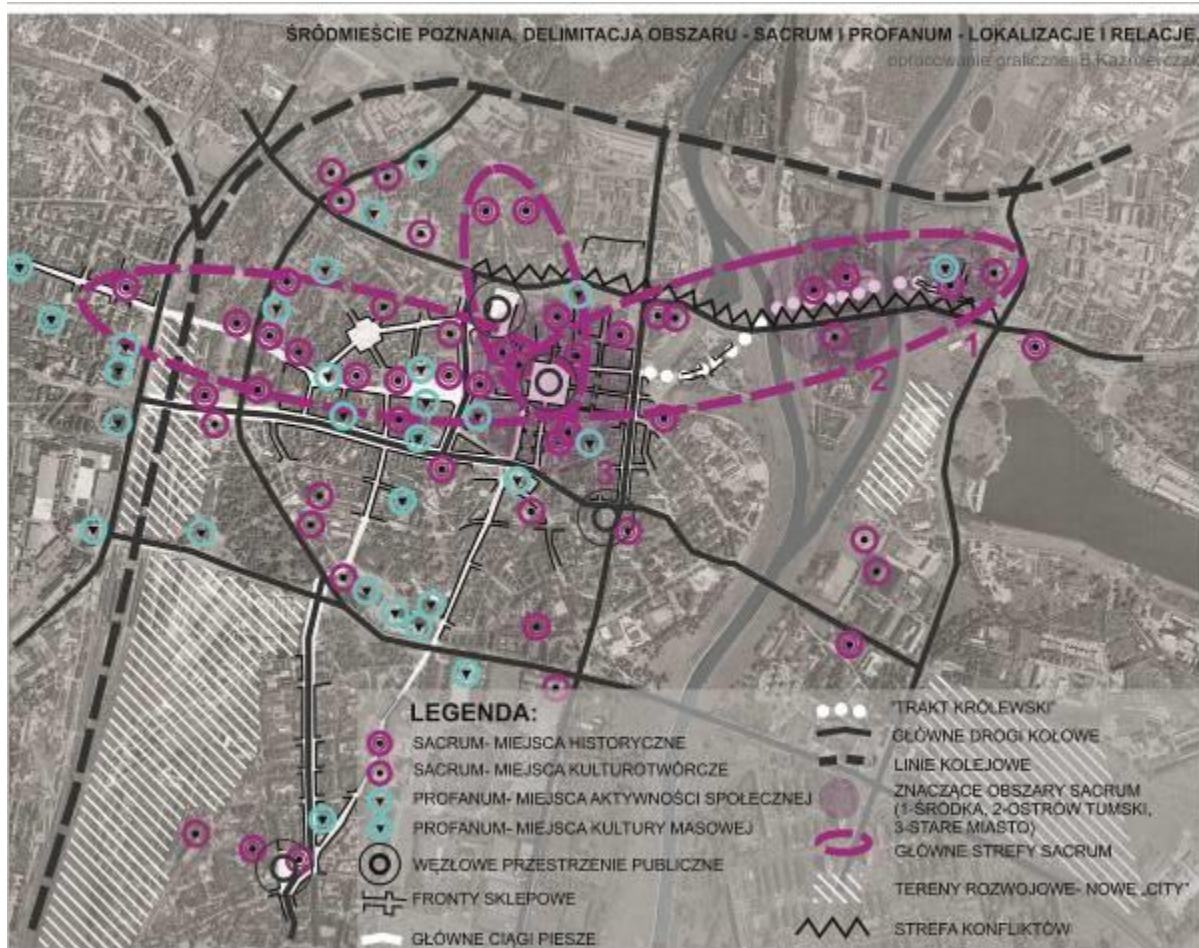 ŚRÓDMIEŚCIE POZNANIA. DELIMITACJA OBSZARU - SACRUM I PROFANUM - LOKALIZACJE I RELACJE.
opracowanie graficzne: B.Kaźmierczak
1
2
3
LEGENDA:
SACRUM- MIEJSCA HISTORYCZNE
SACRUM- MIEJSCA KULTUROTWÓRCZE
PROFANUM- MIEJSCA AKTYWNOŚCI SPOŁECZNEJ
PROFANUM- MIEJSCA KULTURY MASOWEJ
WĘZŁOWE PRZESTRZENIE PUBLICZNE
FRONTY SKLEPOWE
GŁÓWNE CIĄGI PIESZE
"TRAKT KRÓLEWSKI"
GŁÓWNE DROGI KOŁOWE
LINIE KOLEJOWE
ZNACZĄCE OBSZARY SACRUM
(1-ŚRÓDKA, 2-OSTRÓW TUMSKI,
3-STARE MIASTO)
GŁÓWNE STREFY SACRUM
TERENY ROZWOJOWE- NOWE „CITY"
STREFA KONFLIKTÓW